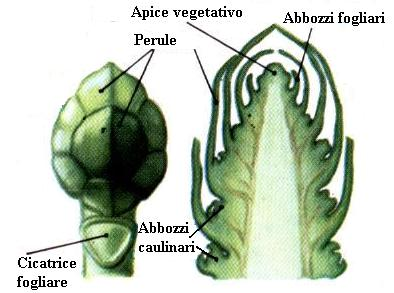 Apice vegetativo
Abbozzi fogliari
Perule
Abbozzi
caulinari
Cicatrice
fogliare